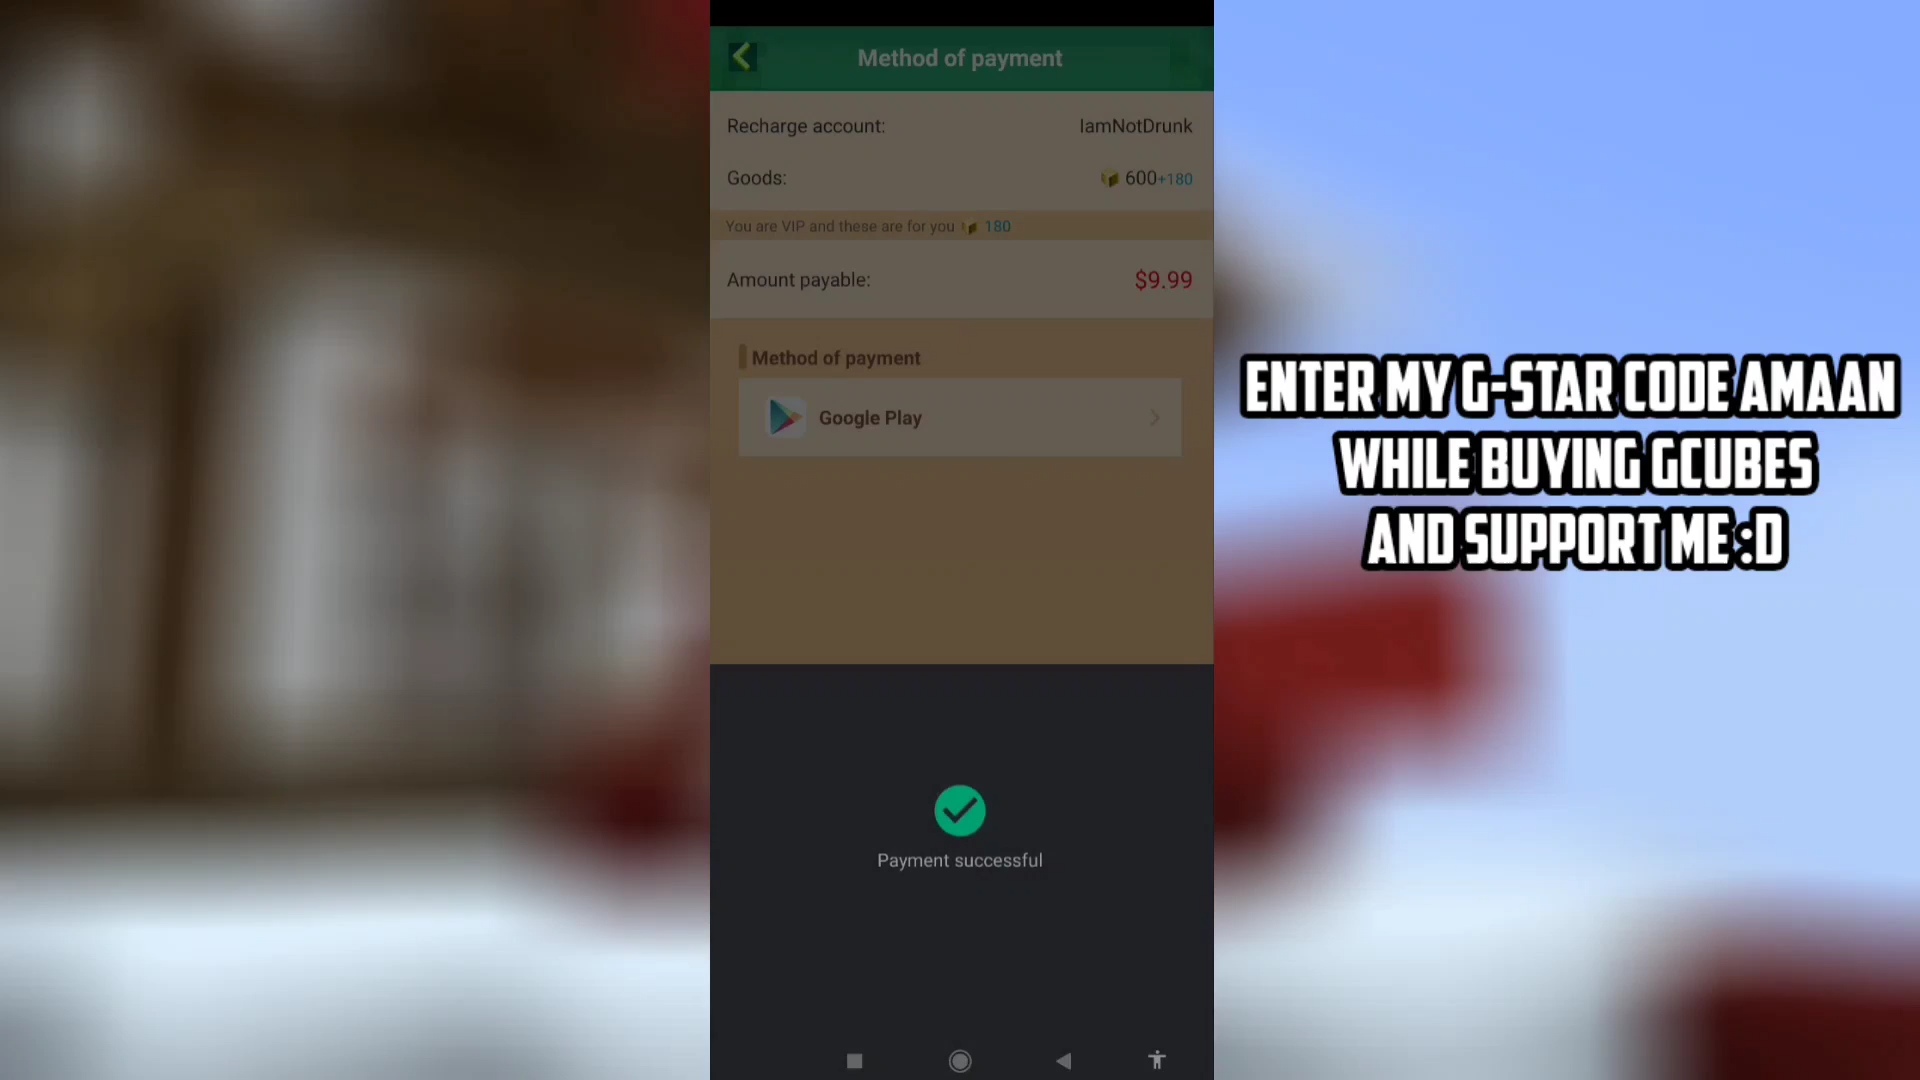 Method of payment
Recharge account: IamNotDrunk
Goods: 600+180
You are VIP and these are for you 180
Amount payable: $9.99
Method of payment
Google Play
Payment successful
ENTER MY G-STAR CODE AMAAN
WHILE BUYING GCUBES
AND SUPPORT ME :D